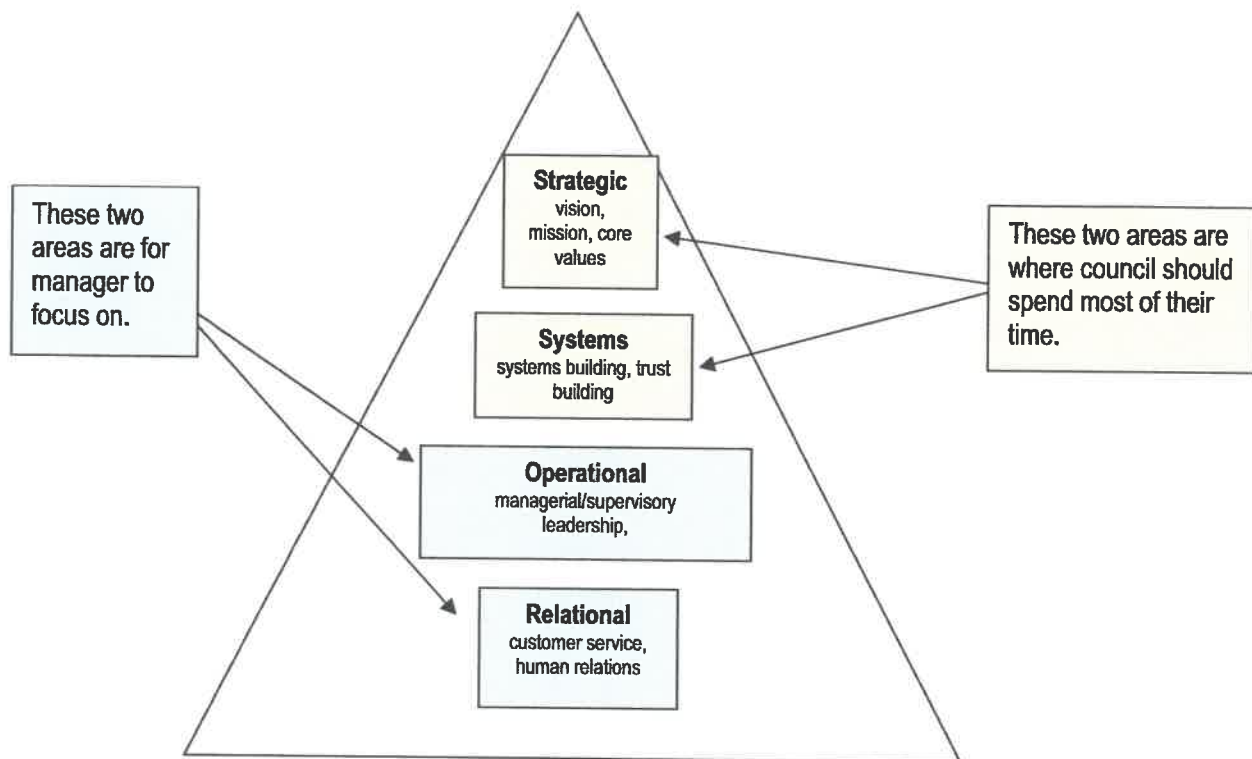 Strategic
vision,
mission, core
values
These two
areas are for
manager to
focus on.
These two areas are
where council should
spend most of their
time.
Systems
systems building, trust
building
Operational
managerial/supervisory
leadership,
Relational
customer service,
human relations